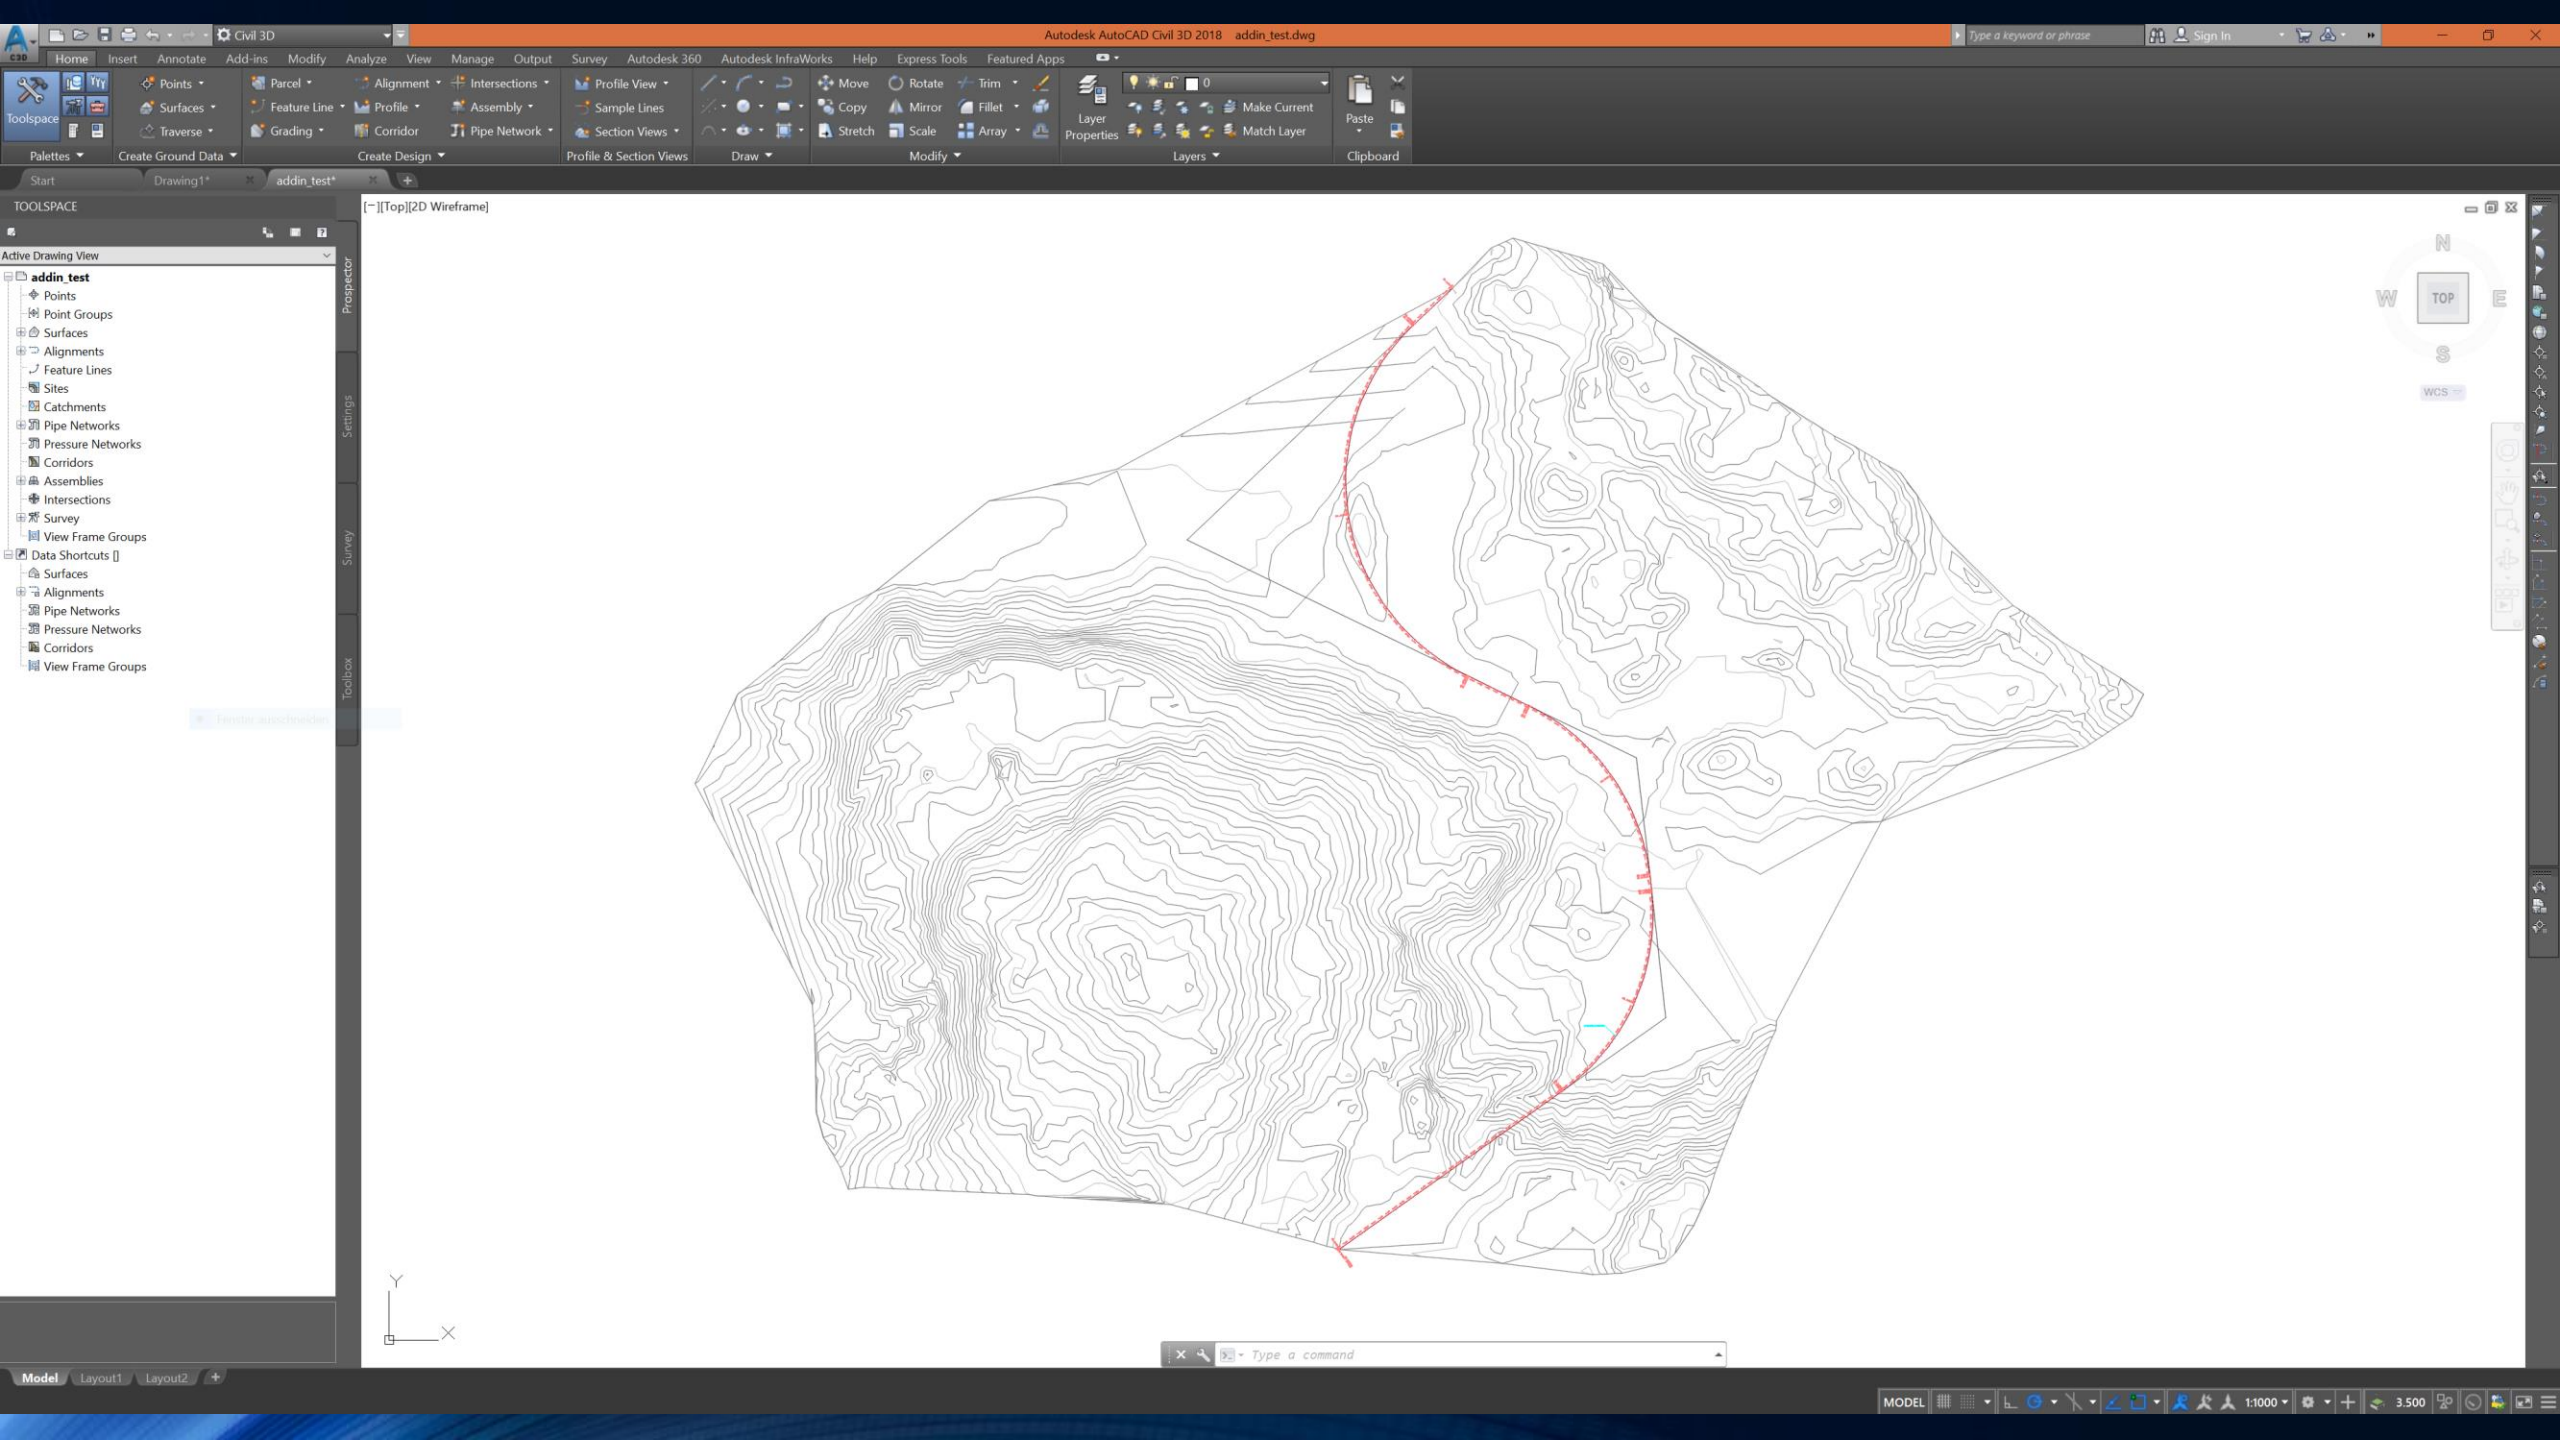 Civil 3D
Autodesk AutoCAD Civil 3D 2018 addin_test.dwg
Type a keyword or phrase
Sign In
C3D
Home Insert Annotate Add-ins Modify Analyze View Manage Output Survey Autodesk 360 Autodesk InfraWorks Help Express Tools Featured Apps
Points Parcel Alignment Intersections Profile View Move Rotate Trim 0
Surfaces Feature Line Profile Assembly Sample Lines Copy Mirror Fillet Make Current
Toolspace Layer Properties Paste
Traverse Grading Corridor Pipe Network Section Views Stretch Scale Array Match Layer
Palettes Create Ground Data Create Design Profile & Section Views Draw Modify Layers Clipboard
Start Drawing1* addin_test*
TOOLSPACE
[−][Top][2D Wireframe]
Active Drawing View
addin_test
Points
Point Groups
Surfaces
Alignments
Feature Lines
Sites
Catchments
Pipe Networks
Pressure Networks
Corridors
Assemblies
Intersections
Survey
View Frame Groups
Data Shortcuts []
Surfaces
Alignments
Pipe Networks
Pressure Networks
Corridors
View Frame Groups
Prospector
Settings
Survey
Toolbox
Fenster ausschneiden
N
W TOP E
S
WCS
Y
X
Type a command
Model Layout1 Layout2
MODEL 1:1000 3.500